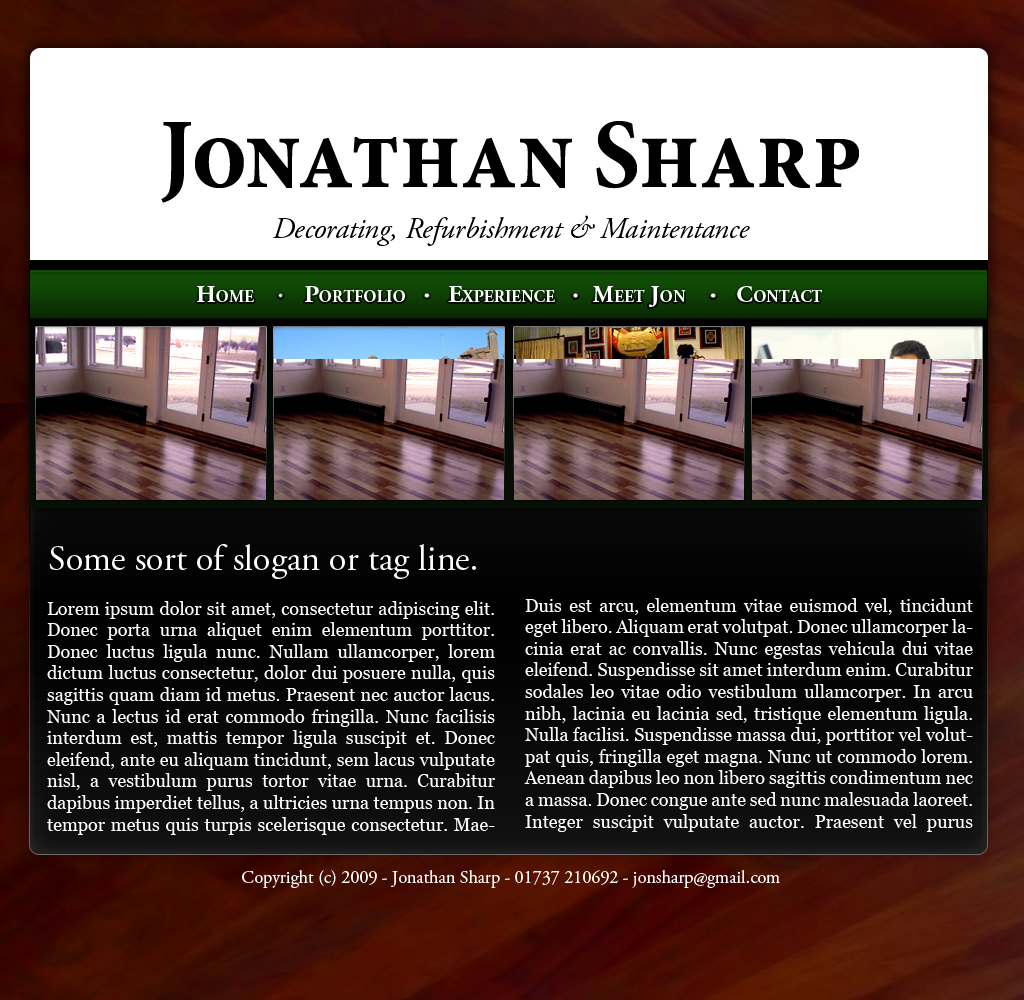 Jonathan Sharp
Decorating, Refurbishment & Maintentance
Home • Portfolio • Experience • Meet Jon • Contact
Some sort of slogan or tag line.
Lorem ipsum dolor sit amet, consectetur adipiscing elit.
Donec porta urna aliquet enim elementum porttitor.
Donec luctus ligula nunc. Nullam ullamcorper, lorem
dictum luctus consectetur, dolor dui posuere nulla, quis
sagittis quam diam id metus. Praesent nec auctor lacus.
Nunc a lectus id erat commodo fringilla. Nunc facilisis
interdum est, mattis tempor ligula suscipit et. Donec
eleifend, ante eu aliquam tincidunt, sem lacus vulputate
nisl, a vestibulum purus tortor vitae urna. Curabitur
dapibus imperdiet tellus, a ultricies urna tempus non. In
tempor metus quis turpis scelerisque consectetur. Mae-
Duis est arcu, elementum vitae euismod vel, tincidunt
eget libero. Aliquam erat volutpat. Donec ullamcorper la-
cinia erat ac convallis. Nunc egestas vehicula dui vitae
eleifend. Suspendisse sit amet interdum enim. Curabitur
sodales leo vitae odio vestibulum ullamcorper. In arcu
nibh, lacinia eu lacinia sed, tristique elementum ligula.
Nulla facilisi. Suspendisse massa dui, porttitor vel volut-
pat quis, fringilla eget magna. Nunc ut commodo lorem.
Aenean dapibus leo non libero sagittis condimentum nec
a massa. Donec congue ante sed nunc malesuada laoreet.
Integer suscipit vulputate auctor. Praesent vel purus
Copyright (c) 2009 - Jonathan Sharp - 01737 210692 - jonsharp@gmail.com